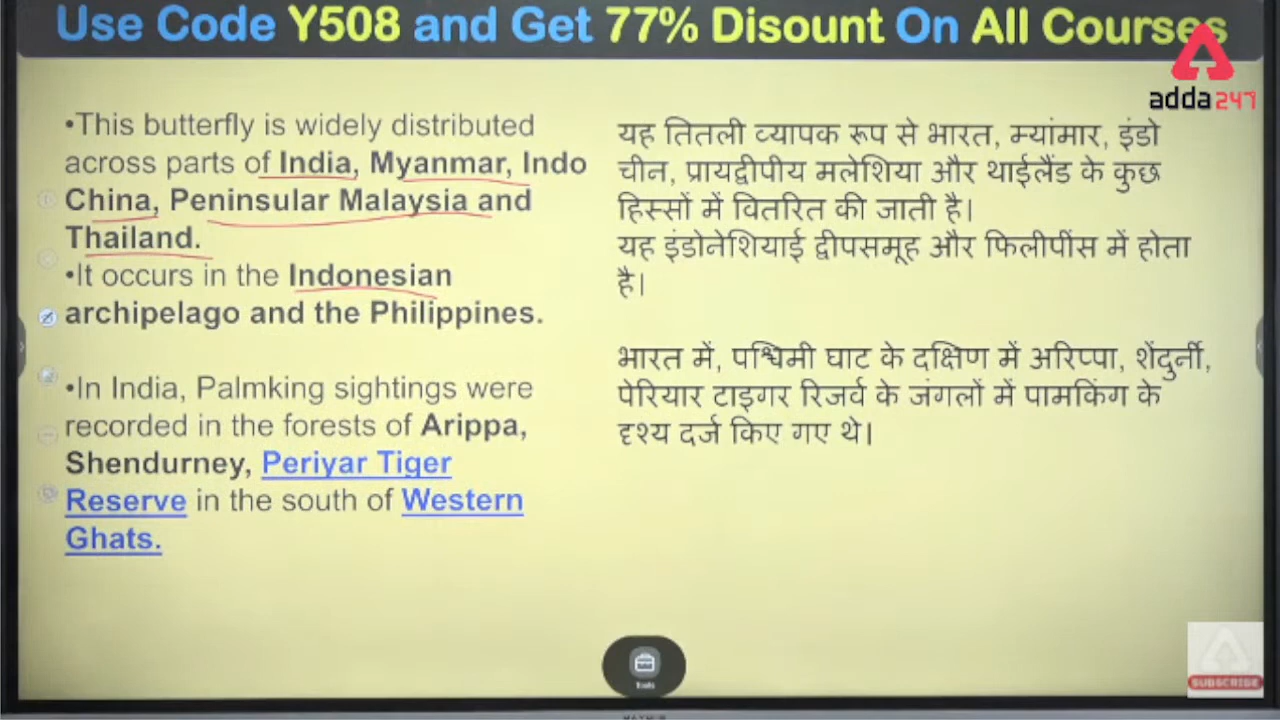 Use Code Y508 and Get 77% Disount On All Courses
adda247
•This butterfly is widely distributed
across parts of India, Myanmar, Indo
China, Peninsular Malaysia and
Thailand.
•It occurs in the Indonesian
archipelago and the Philippines.
•In India, Palmking sightings were
recorded in the forests of Arippa,
Shendurney, Periyar Tiger
Reserve in the south of Western
Ghats.
यह तितली व्यापक रूप से भारत, म्यांमार, इंडो
चीन, प्रायद्वीपीय मलेशिया और थाईलैंड के कुछ
हिस्सों में वितरित की जाती है।
यह इंडोनेशियाई द्वीपसमूह और फिलीपींस में होता
है।
भारत में, पश्चिमी घाट के दक्षिण में अरिप्पा, शेंदुर्नी,
पेरियार टाइगर रिजर्व के जंगलों में पामकिंग के
दृश्य दर्ज किए गए थे।
Tools
SUBSCRIBE